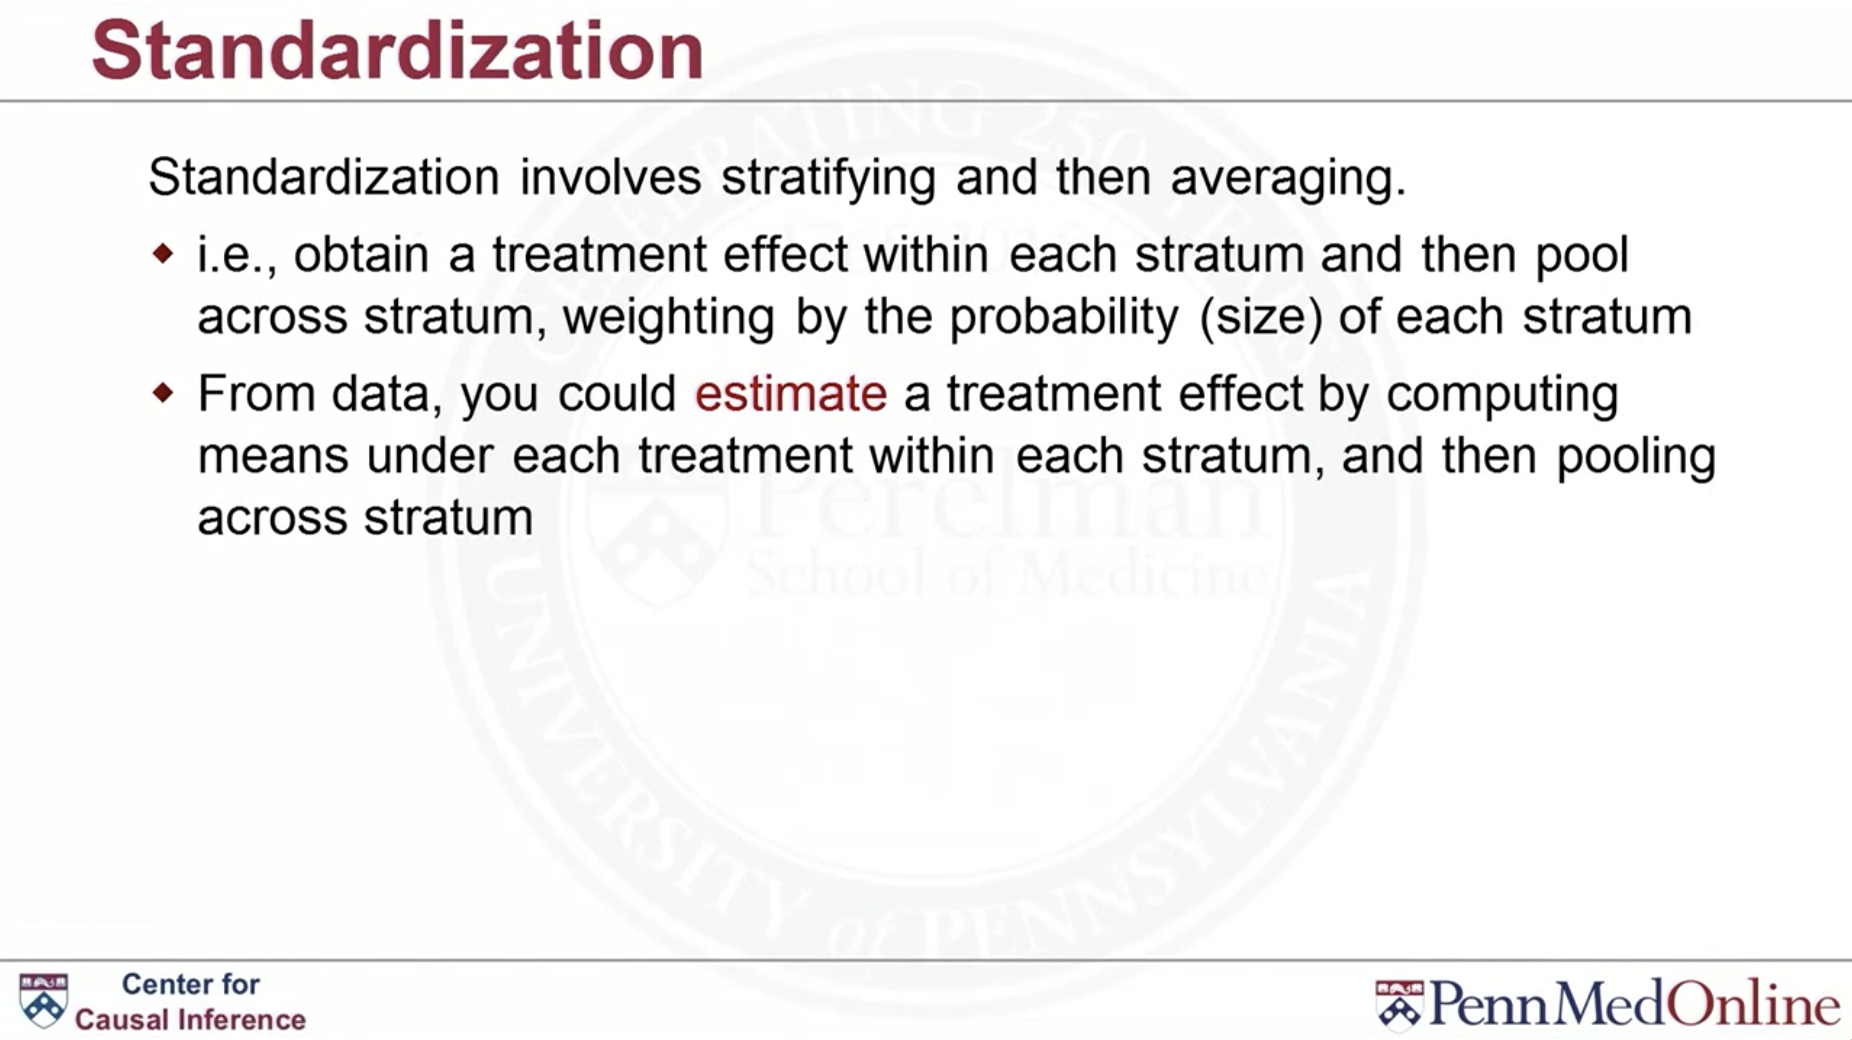 Standardization
Standardization involves stratifying and then averaging.
◆ i.e., obtain a treatment effect within each stratum and then pool
across stratum, weighting by the probability (size) of each stratum
◆ From data, you could estimate a treatment effect by computing
means under each treatment within each stratum, and then pooling
across stratum
CELEBRATING 250 YEARS
Perelman
School of Medicine
UNIVERSITY of PENNSYLVANIA
Center for
Causal Inference
PennMedOnline